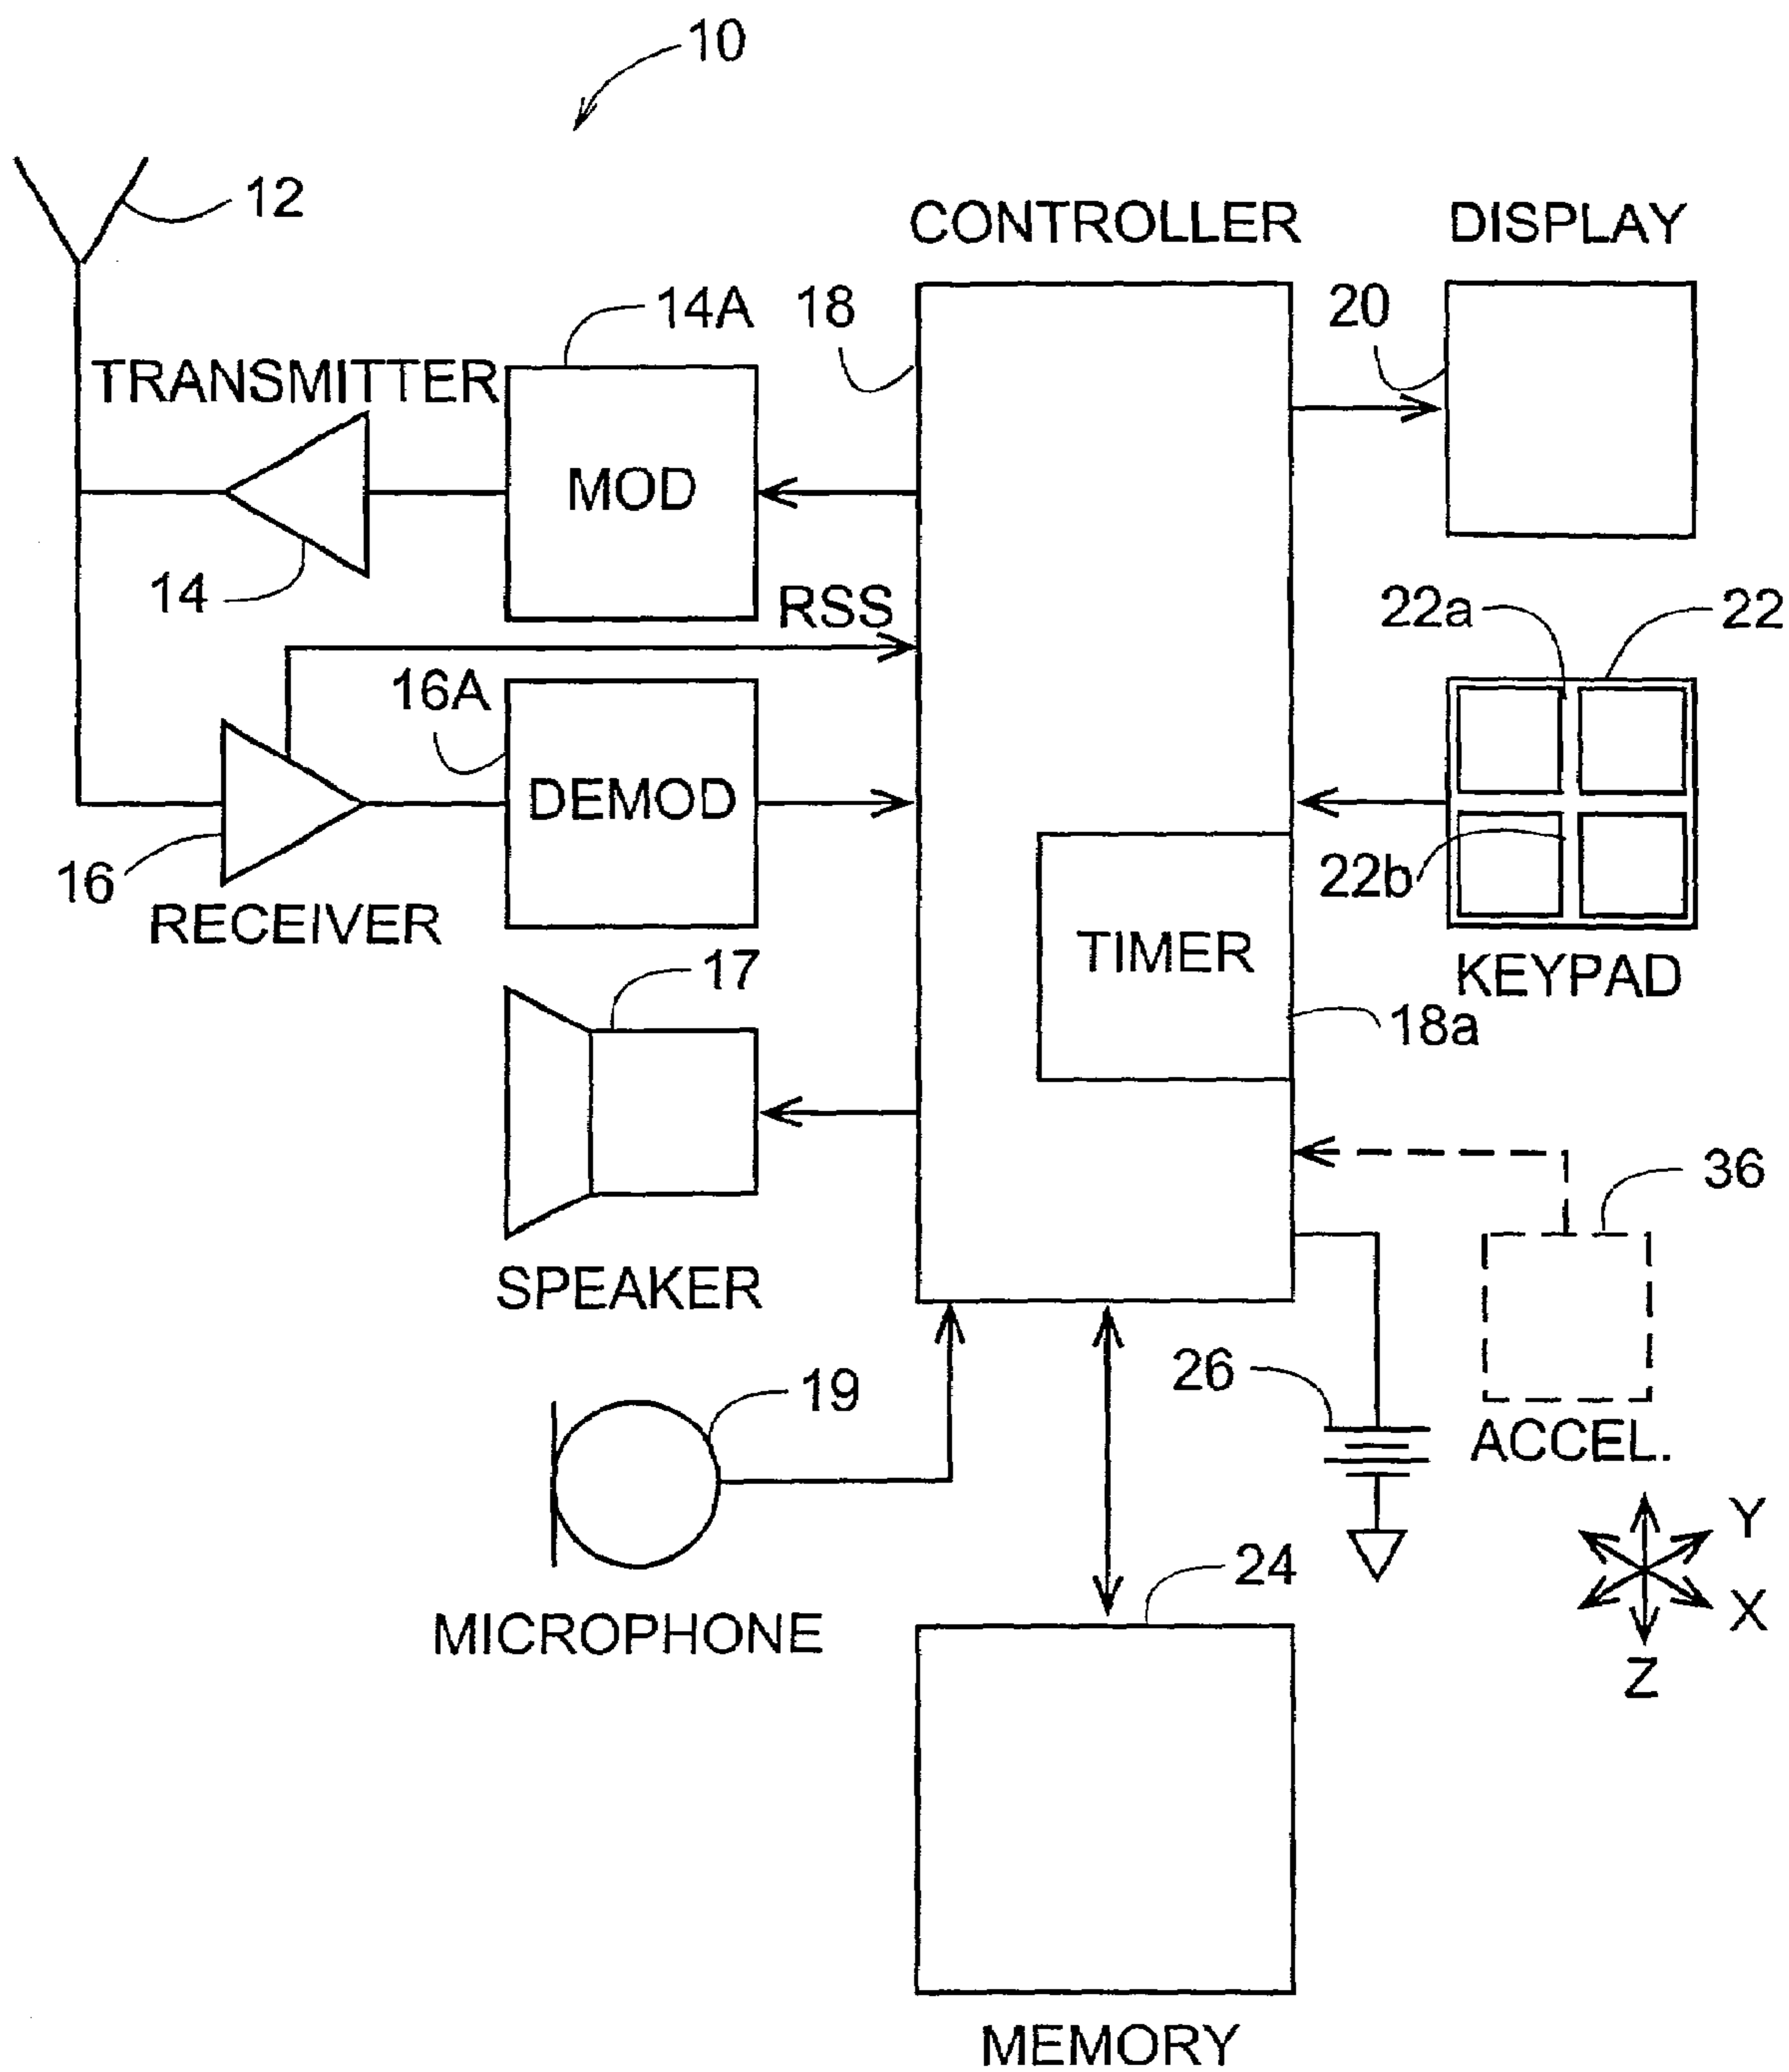 10
12
CONTROLLER
DISPLAY
14A
18
20
TRANSMITTER
MOD
14
RSS
22a
22
16A
DEMOD
16
22b
RECEIVER
TIMER
KEYPAD
17
18a
36
SPEAKER
26
19
ACCEL.
Y
24
X
MICROPHONE
Z
MEMORY